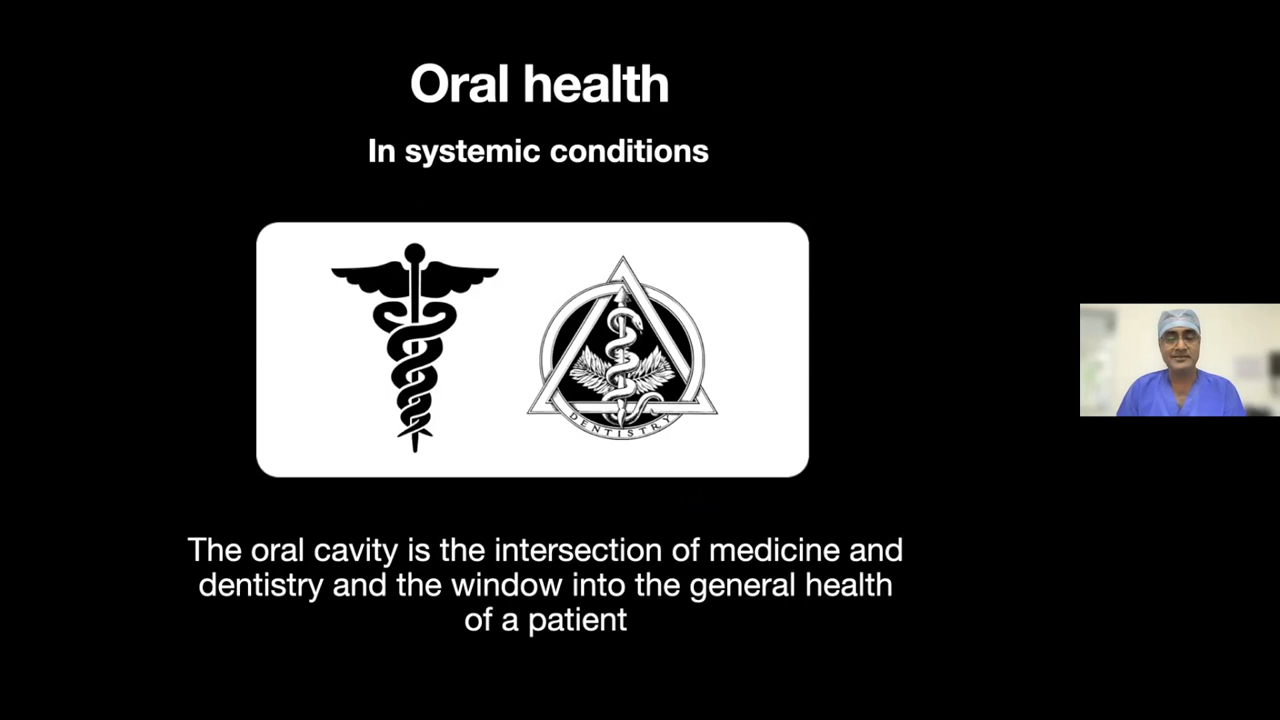 Oral health
In systemic conditions
DENTISTRY
The oral cavity is the intersection of medicine and
dentistry and the window into the general health
of a patient